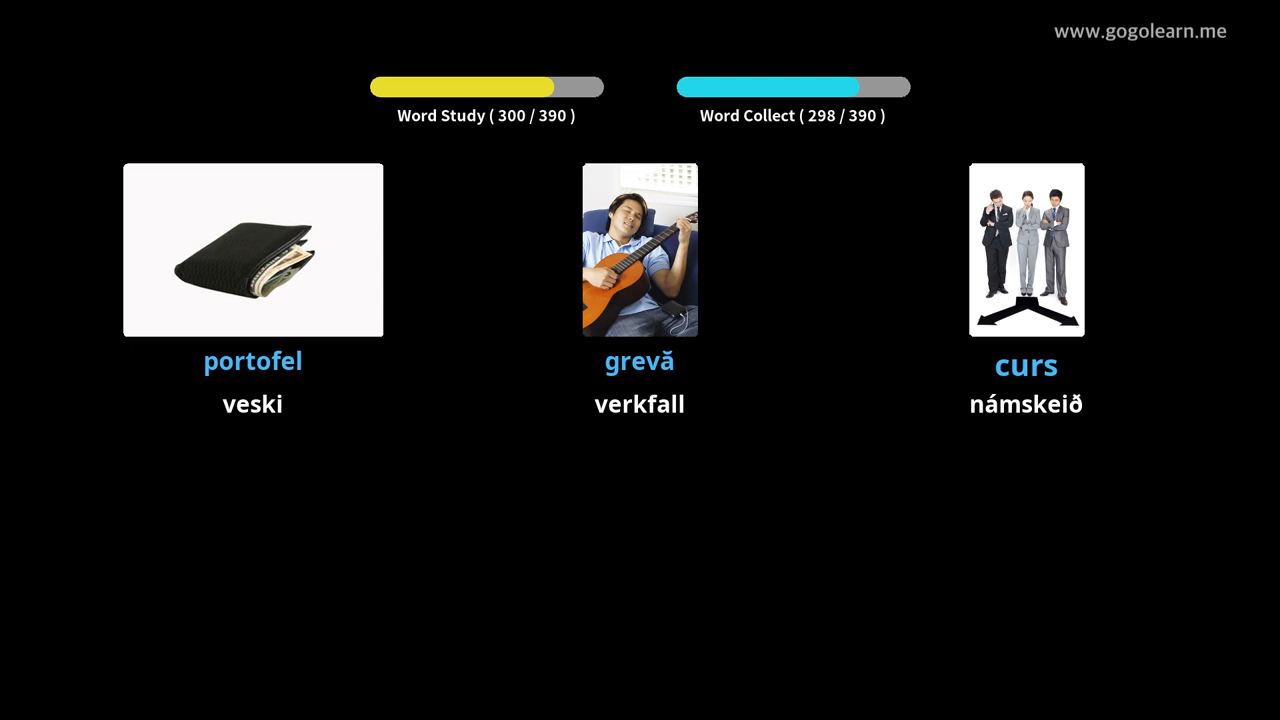 www.gogolearn.me
Word Study ( 300 / 390 )
Word Collect ( 298 / 390 )
portofel
grevă
curs
veski
verkfall
námskeið